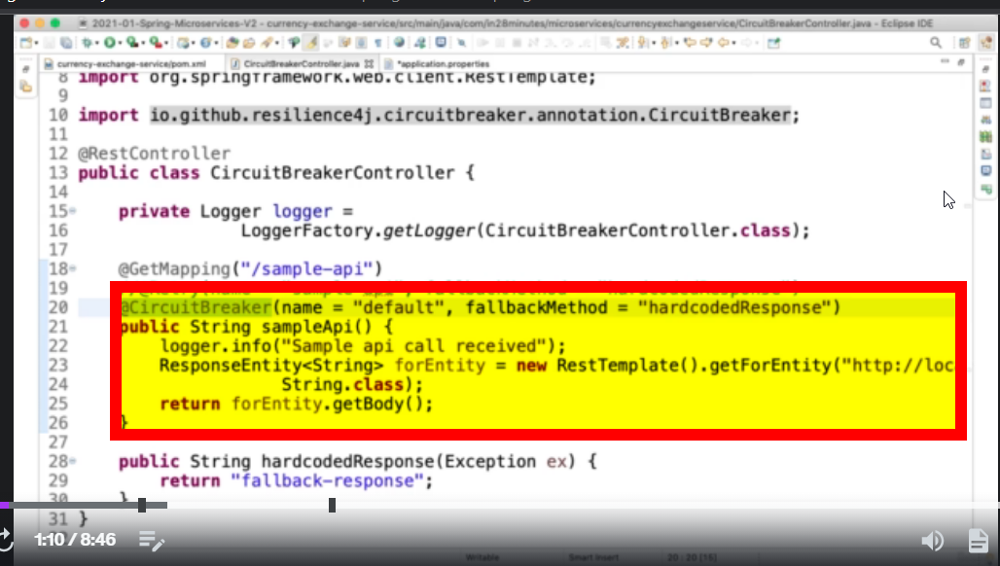 2021-01-Spring-Microservices-V2 - currency-exchange-service/src/main/java/com/in28minutes/microservices/currencyexchangeservice/CircuitBreakerController.java - Eclipse IDE
currency-exchange-service/pom.xml CircuitBreakerController.java *application.properties
8 import org.springframework.web.client.RestTemplate;
9
10 import io.github.resilience4j.circuitbreaker.annotation.CircuitBreaker;
11
12 @RestController
13 public class CircuitBreakerController {
14
15 private Logger logger =
16 LoggerFactory.getLogger(CircuitBreakerController.class);
17
18 @GetMapping("/sample-api")
19
20 @CircuitBreaker(name = "default", fallbackMethod = "hardcodedResponse")
21 public String sampleApi() {
22 logger.info("Sample api call received");
23 ResponseEntity<String> forEntity = new RestTemplate().getForEntity("http://loc
24 String.class);
25 return forEntity.getBody();
26 }
27
28 public String hardcodedResponse(Exception ex) {
29 return "fallback-response";
30 }
31 }
1:10 / 8:46
Writable Smart Insert 20 : 20 [15]